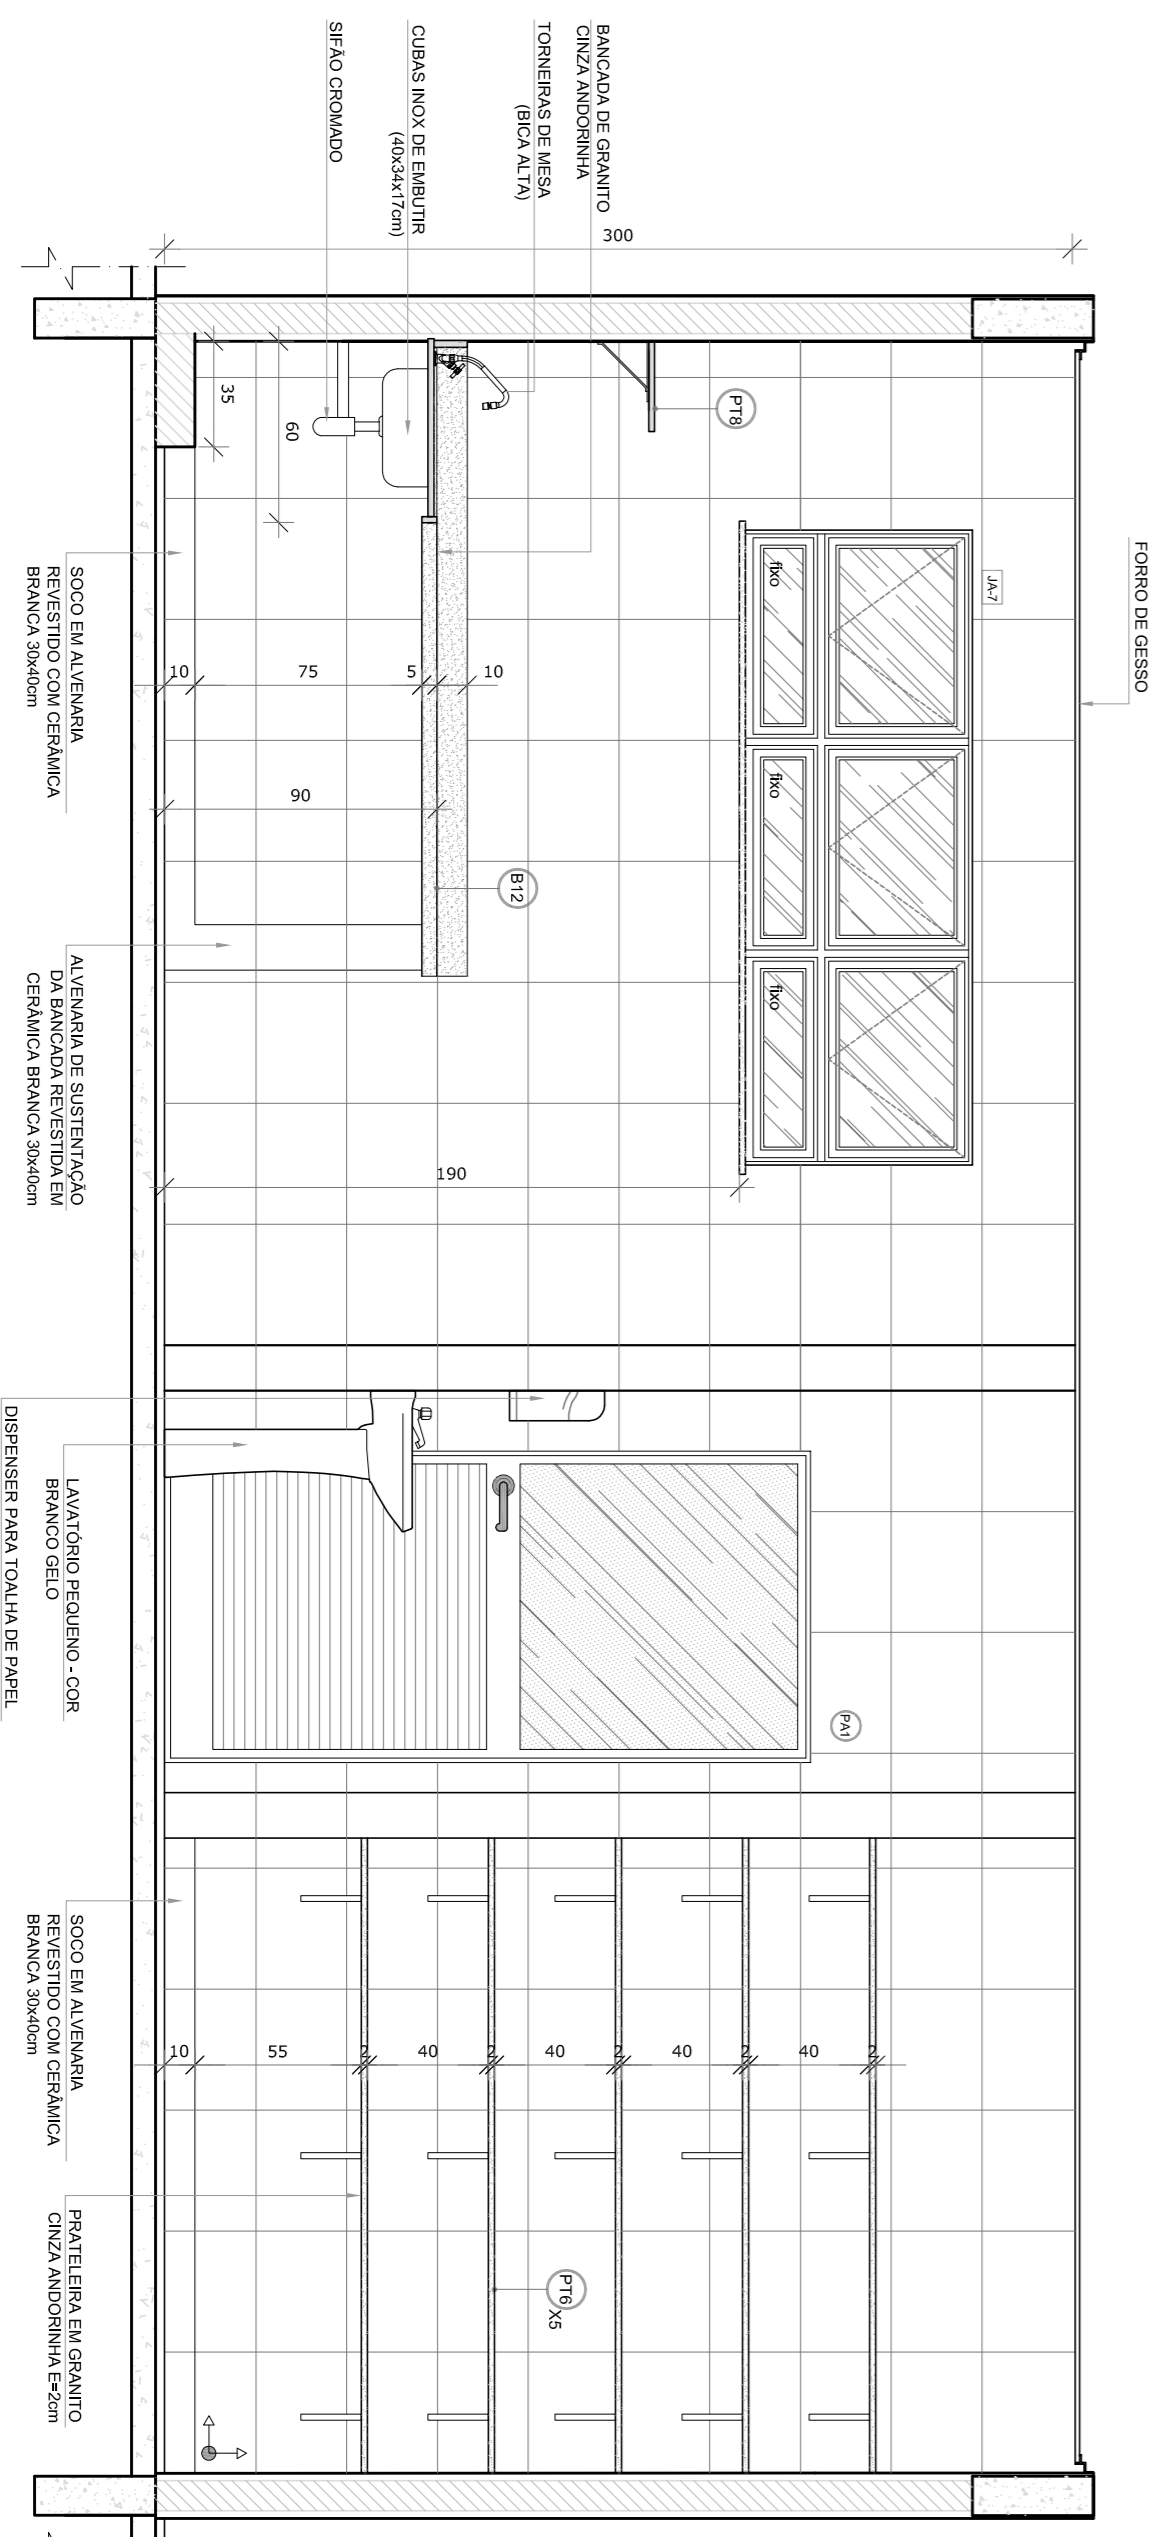 FORRO DE GESSO
BANCADA DE GRANITO
CINZA ANDORINHA
TORNEIRAS DE MESA
(BICA ALTA)
CUBAS INOX DE EMBUTIR
(40x34x17cm)
SIFÃO CROMADO
300
PT8
JA-7
fixo
fixo
fixo
B12
35
60
10
75
5
10
90
190
PA1
10
55
2
40
2
40
2
40
2
40
2
PT6
X5
SOCO EM ALVENARIA
REVESTIDO COM CERÂMICA
BRANCA 30x40cm
ALVENARIA DE SUSTENTAÇÃO
DA BANCADA REVESTIDA EM
CERÂMICA BRANCA 30x40cm
LAVATÓRIO PEQUENO - COR
BRANCO GELO
DISPENSER PARA TOALHA DE PAPEL
SOCO EM ALVENARIA
REVESTIDO COM CERÂMICA
BRANCA 30x40cm
PRATELEIRA EM GRANITO
CINZA ANDORINHA E=2cm